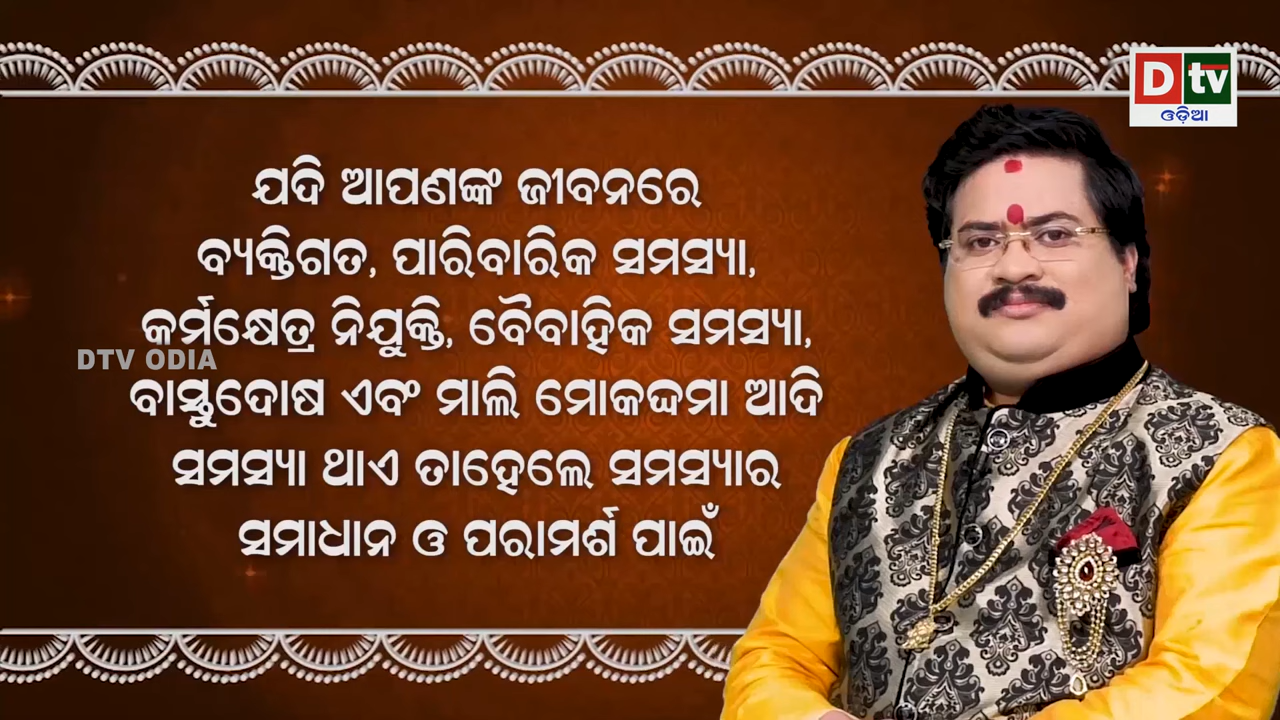 D tv
ଓଡ଼ିଆ
ଯଦି ଆପଣଙ୍କ ଜୀବନରେ
ବ୍ୟକ୍ତିଗତ, ପାରିବାରିକ ସମସ୍ୟା,
କର୍ମକ୍ଷେତ୍ର ନିଯୁକ୍ତି, ବୈବାହିକ ସମସ୍ୟା,
DTV ODIA
ବାସ୍ତୁଦୋଷ ଏବଂ ମାଲି ମୋକଦ୍ଦମା ଆଦି
ସମସ୍ୟା ଥାଏ ତାହେଲେ ସମସ୍ୟାର
ସମାଧାନ ଓ ପରାମର୍ଶ ପାଇଁ